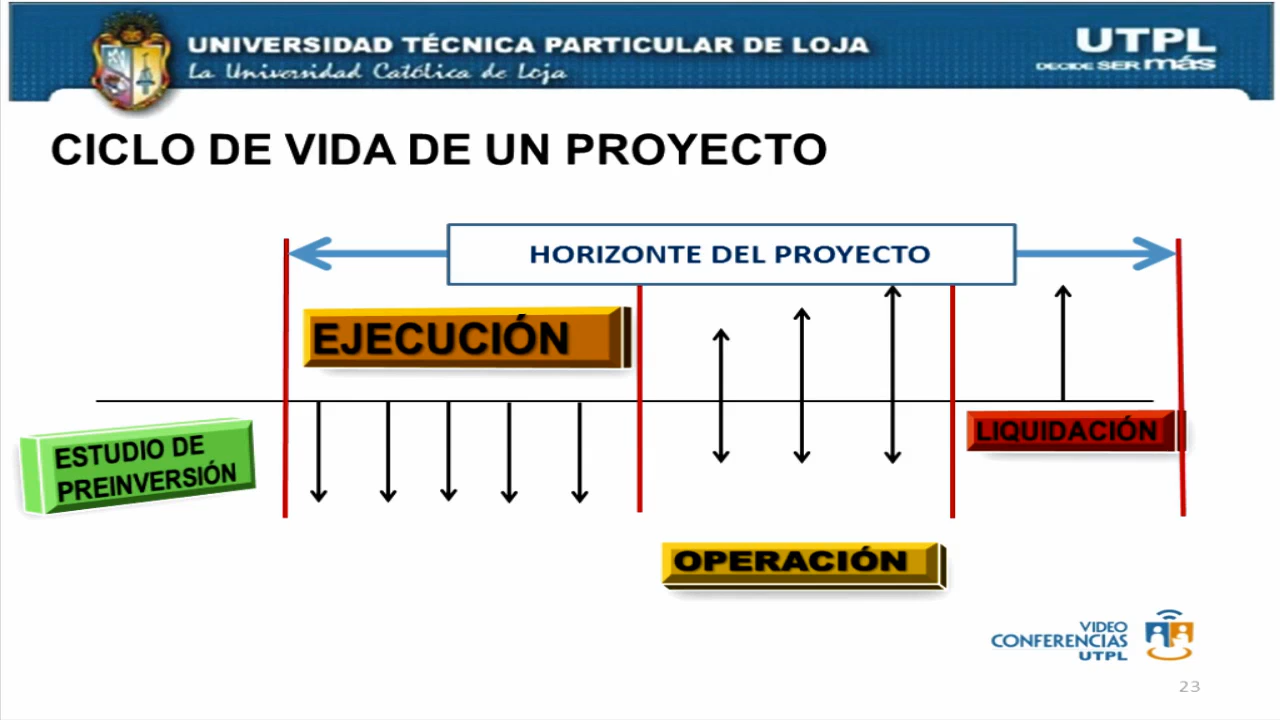 UNIVERSIDAD TÉCNICA PARTICULAR DE LOJA
La Universidad Católica de Loja
UTPL
DECIDE SER más
CICLO DE VIDA DE UN PROYECTO
HORIZONTE DEL PROYECTO
EJECUCIÓN
ESTUDIO DE
PREINVERSIÓN
LIQUIDACIÓN
OPERACIÓN
VIDEO
CONFERENCIAS
UTPL
23